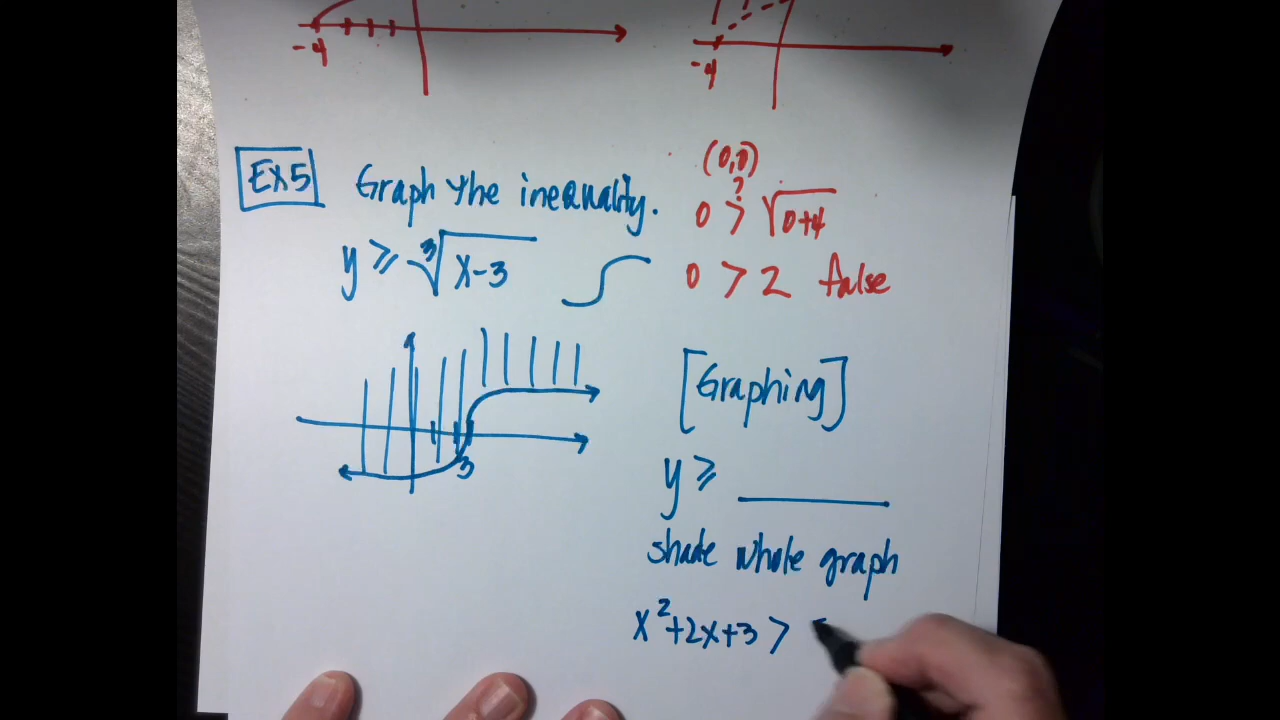 -4
-4
Ex5 Graph the inequality.
y ≥ ∛(x-3)
3
(0,0)
?
0 > √(0+4)
0 > 2 false
[Graphing]
y ≥ ______
shade whole graph
x²+2x+3 >